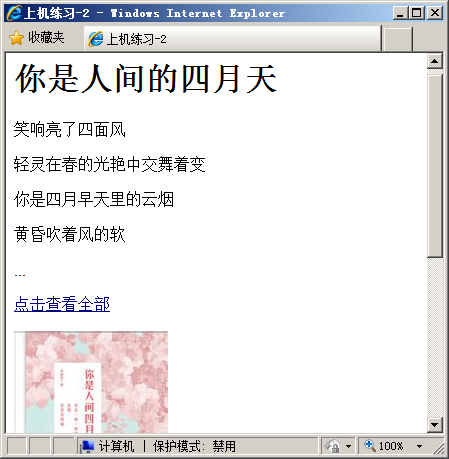 上机练习-2 - Windows Internet Explorer
收藏夹
上机练习-2
你是人间的四月天
笑响亮了四面风
轻灵在春的光艳中交舞着变
你是四月早天里的云烟
黄昏吹着风的软
...
点击查看全部
你是人间四月
计算机 | 保护模式: 禁用
100%